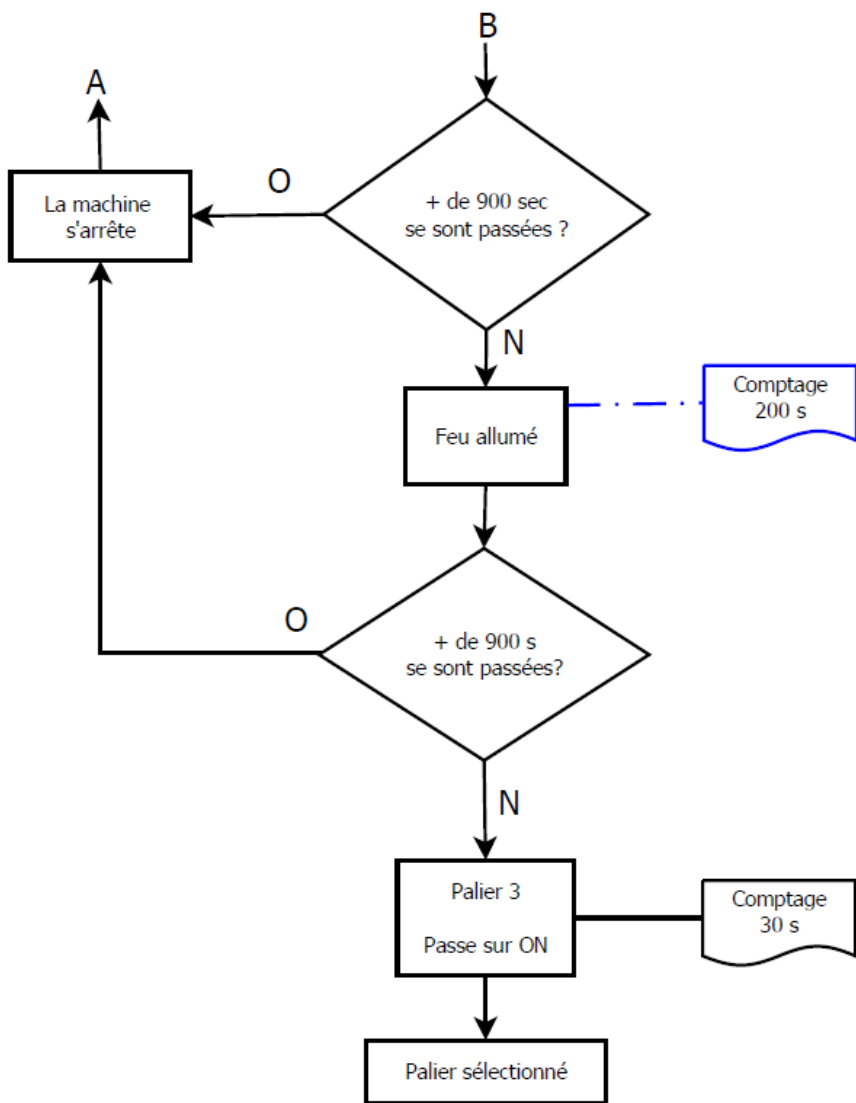 B
A
O
+ de 900 sec
se sont passées ?
La machine
s'arrête
N
Comptage
200 s
Feu allumé
O
+ de 900 s
se sont passées?
N
Palier 3
Passe sur ON
Comptage
30 s
Palier sélectionné